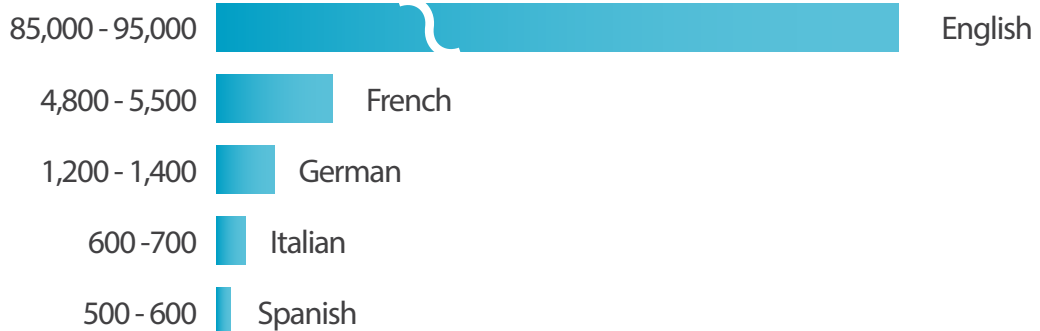 85,000 - 95,000 English
4,800 - 5,500 French
1,200 - 1,400 German
600 -700 Italian
500 - 600 Spanish